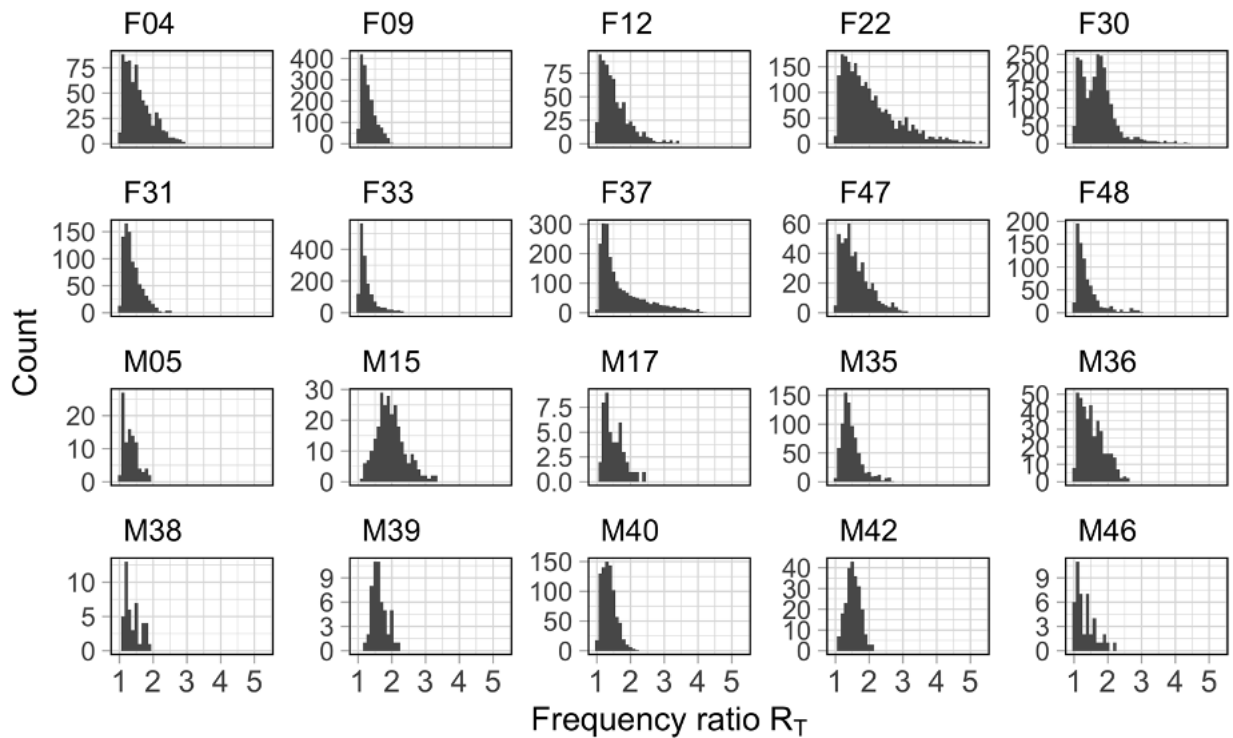 F04 F09 F12 F22 F30
75 50 25 0
400 300 200 100 0
75 50 25 0
150 100 50 0
250 200 150 100 50 0
F31 F33 F37 F47 F48
150 100 50 0
400 200 0
300 200 100 0
60 40 20 0
200 150 100 50 0
Count
M05 M15 M17 M35 M36
20 10 0
30 20 10 0
7.5 5.0 2.5 0.0
150 100 50 0
50 40 30 20 10 0
M38 M39 M40 M42 M46
10 5 0
9 6 3 0
150 100 50 0
40 30 20 10 0
9 6 3 0
1 2 3 4 5 1 2 3 4 5 1 2 3 4 5 1 2 3 4 5 1 2 3 4 5
Frequency ratio R_T